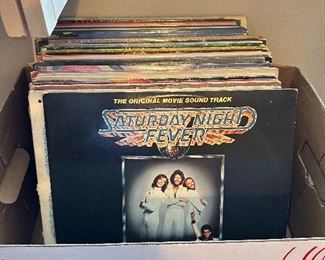 THE ORIGINAL MOVIE SOUND TRACK
SATURDAY NIGHT
FEVER